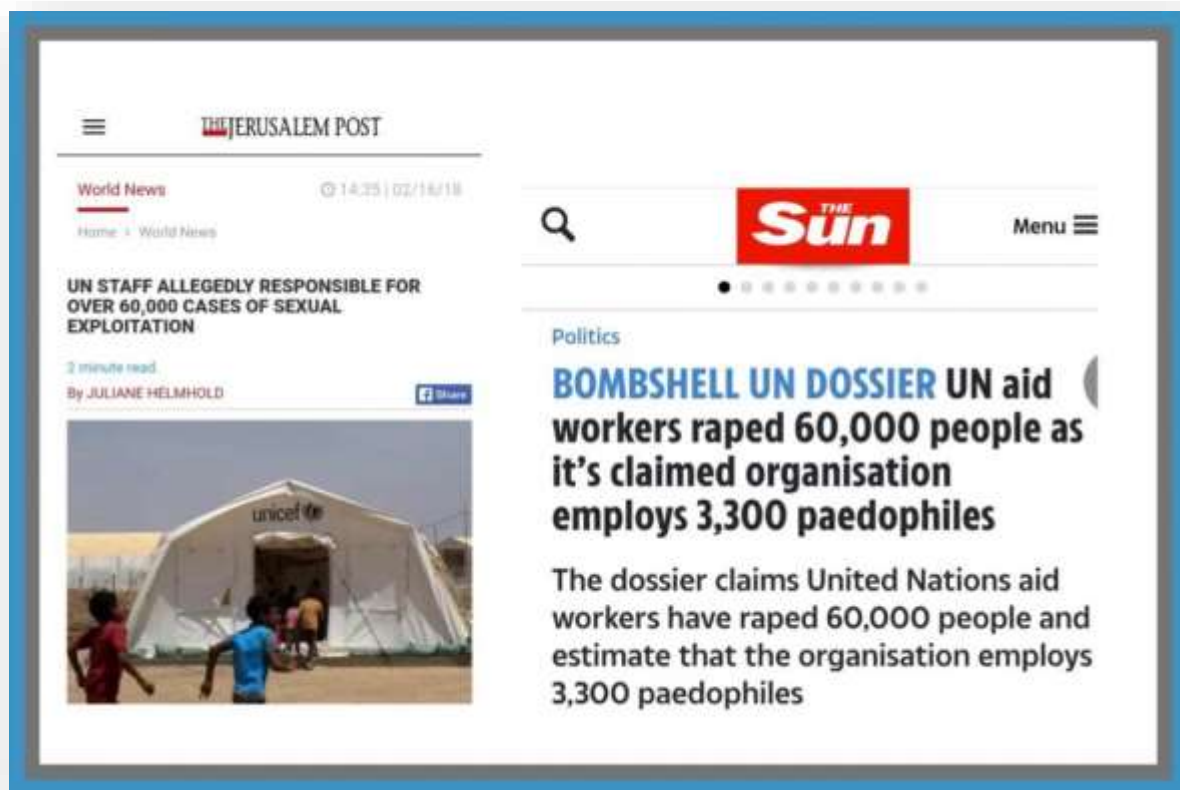 THE JERUSALEM POST
World News
14:35 | 02/18/18
Home > World News
UN STAFF ALLEGEDLY RESPONSIBLE FOR
OVER 60,000 CASES OF SEXUAL
EXPLOITATION
2 minute read.
By JULIANE HELMHOLD
Share
unicef
THE Sun
Menu
Politics
BOMBSHELL UN DOSSIER UN aid
workers raped 60,000 people as
it's claimed organisation
employs 3,300 paedophiles
The dossier claims United Nations aid
workers have raped 60,000 people and
estimate that the organisation employs
3,300 paedophiles